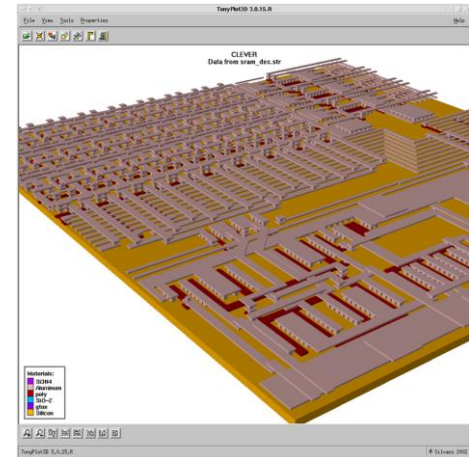 TonyPlot3D 3.0.15.R
File View Tools Properties Help
CLEVER
Data from sram_dec.str
Materials:
Si3N4
Aluminum
poly
SiO~2
gfox
Silicon
TonyPlot3D 3.0.15.R © Silvaco 2002